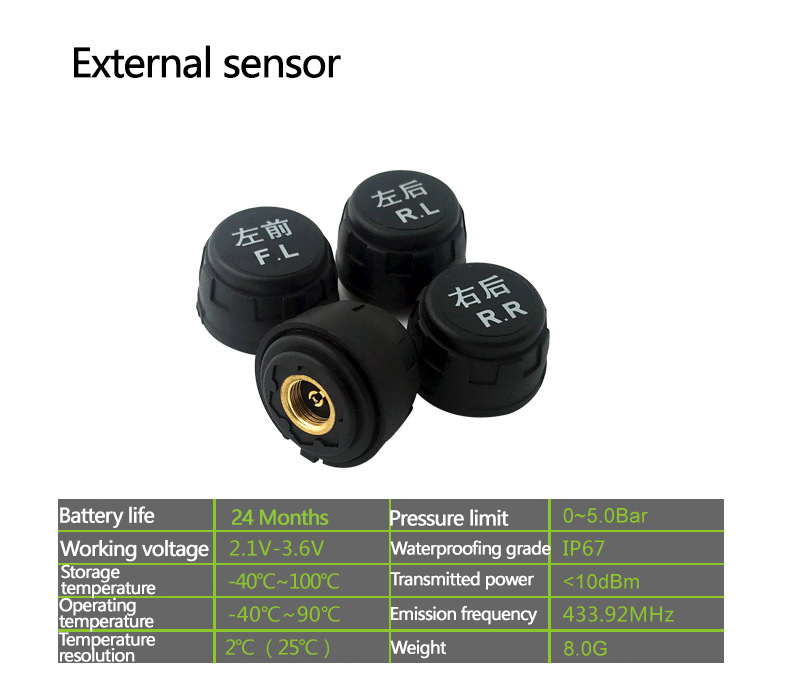 External sensor
左前
F.L
左后
R.L
右后
R.R
Battery life 24 Months Pressure limit 0~5.0Bar
Working voltage 2.1V-3.6V Waterproofing grade IP67
Storage
temperature -40℃~100℃ Transmitted power <10dBm
Operating
temperature -40℃~90℃ Emission frequency 433.92MHz
Temperature
resolution 2℃ ( 25℃ ) Weight 8.0G